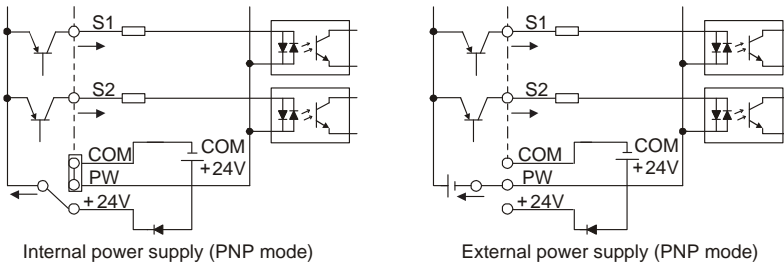 S1
S2
COM
COM
+24V
PW
+24V
Internal power supply (PNP mode)
S1
S2
COM
COM
+24V
PW
+24V
External power supply (PNP mode)